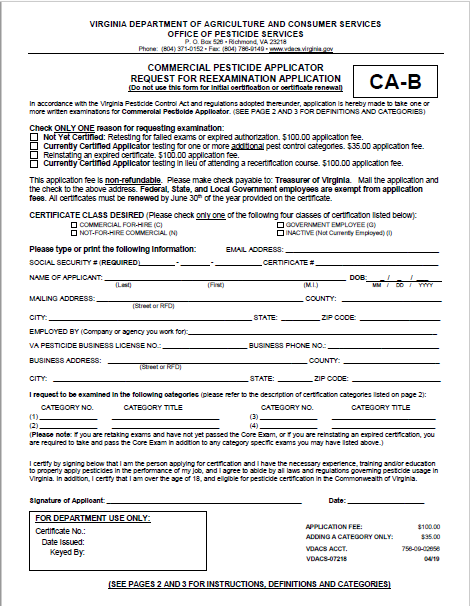 VIRGINIA DEPARTMENT OF AGRICULTURE AND CONSUMER SERVICES
OFFICE OF PESTICIDE SERVICES
P. O. Box 526 • Richmond, VA 23218
Phone: (804) 371-0152 • Fax: (804) 786-9149 • www.vdacs.virginia.gov
COMMERCIAL PESTICIDE APPLICATOR
REQUEST FOR REEXAMINATION APPLICATION
(Do not use this form for initial certification or certificate renewal)
CA-B
In accordance with the Virginia Pesticide Control Act and regulations adopted thereunder, application is hereby made to take one or
more written examinations for Commercial Pesticide Applicator. (SEE PAGE 2 AND 3 FOR DEFINITIONS AND CATEGORIES)
Check ONLY ONE reason for requesting examination:
Not Yet Certified: Retesting for failed exams or expired authorization. $100.00 application fee.
Currently Certified Applicator testing for one or more additional pest control categories. $35.00 application fee.
Reinstating an expired certificate. $100.00 application fee.
Currently Certified Applicator testing in lieu of attending a recertification course. $100.00 application fee.
This application fee is non-refundable. Please make check payable to: Treasurer of Virginia. Mail the application and
the check to the above address. Federal, State, and Local Government employees are exempt from application
fees. All certificates must be renewed by June 30th of the year provided on the certificate.
CERTIFICATE CLASS DESIRED (Please check only one of the following four classes of certification listed below):
COMMERCIAL FOR-HIRE (C) GOVERNMENT EMPLOYEE (G)
NOT-FOR-HIRE COMMERCIAL (N) INACTIVE (Not Currently Employed) (I)
Please type or print the following information: EMAIL ADDRESS:
SOCIAL SECURITY # (REQUIRED) - - CERTIFICATE #
NAME OF APPLICANT: DOB: / /
(Last) (First) (M.I.) MM / DD / YYYY
MAILING ADDRESS: COUNTY:
(Street or RFD)
CITY: STATE: ZIP CODE:
EMPLOYED BY (Company or agency you work for):
VA PESTICIDE BUSINESS LICENSE NO.: BUSINESS PHONE NO.:
BUSINESS ADDRESS: COUNTY:
(Street or RFD)
CITY: STATE: ZIP CODE:
I request to be examined in the following categories (please refer to the description of certification categories listed on page 2):
CATEGORY NO. CATEGORY TITLE CATEGORY NO. CATEGORY TITLE
(1) (3)
(2) (4)
(Please note: If you are retaking exams and have not yet passed the Core Exam, or if you are reinstating an expired certificate, you
are required to take and pass the Core Exam in addition to any category specific exams you may have listed above.)
I certify by signing below that I am the person applying for certification and I have the necessary experience, training and/or education
to properly apply pesticides in the performance of my job, and I agree to abide by all laws and regulations governing pesticide usage in
Virginia. In addition, I certify that I am over the age of 18, and eligible for pesticide certification in the Commonwealth of Virginia.
Signature of Applicant: Date:
FOR DEPARTMENT USE ONLY:
Certificate No.:
Date Issued:
Keyed By:
APPLICATION FEE: $100.00
ADDING A CATEGORY ONLY: $35.00
VDACS ACCT. 756-09-02656
VDACS-07218 04/19
(SEE PAGES 2 AND 3 FOR INSTRUCTIONS, DEFINITIONS AND CATEGORIES)